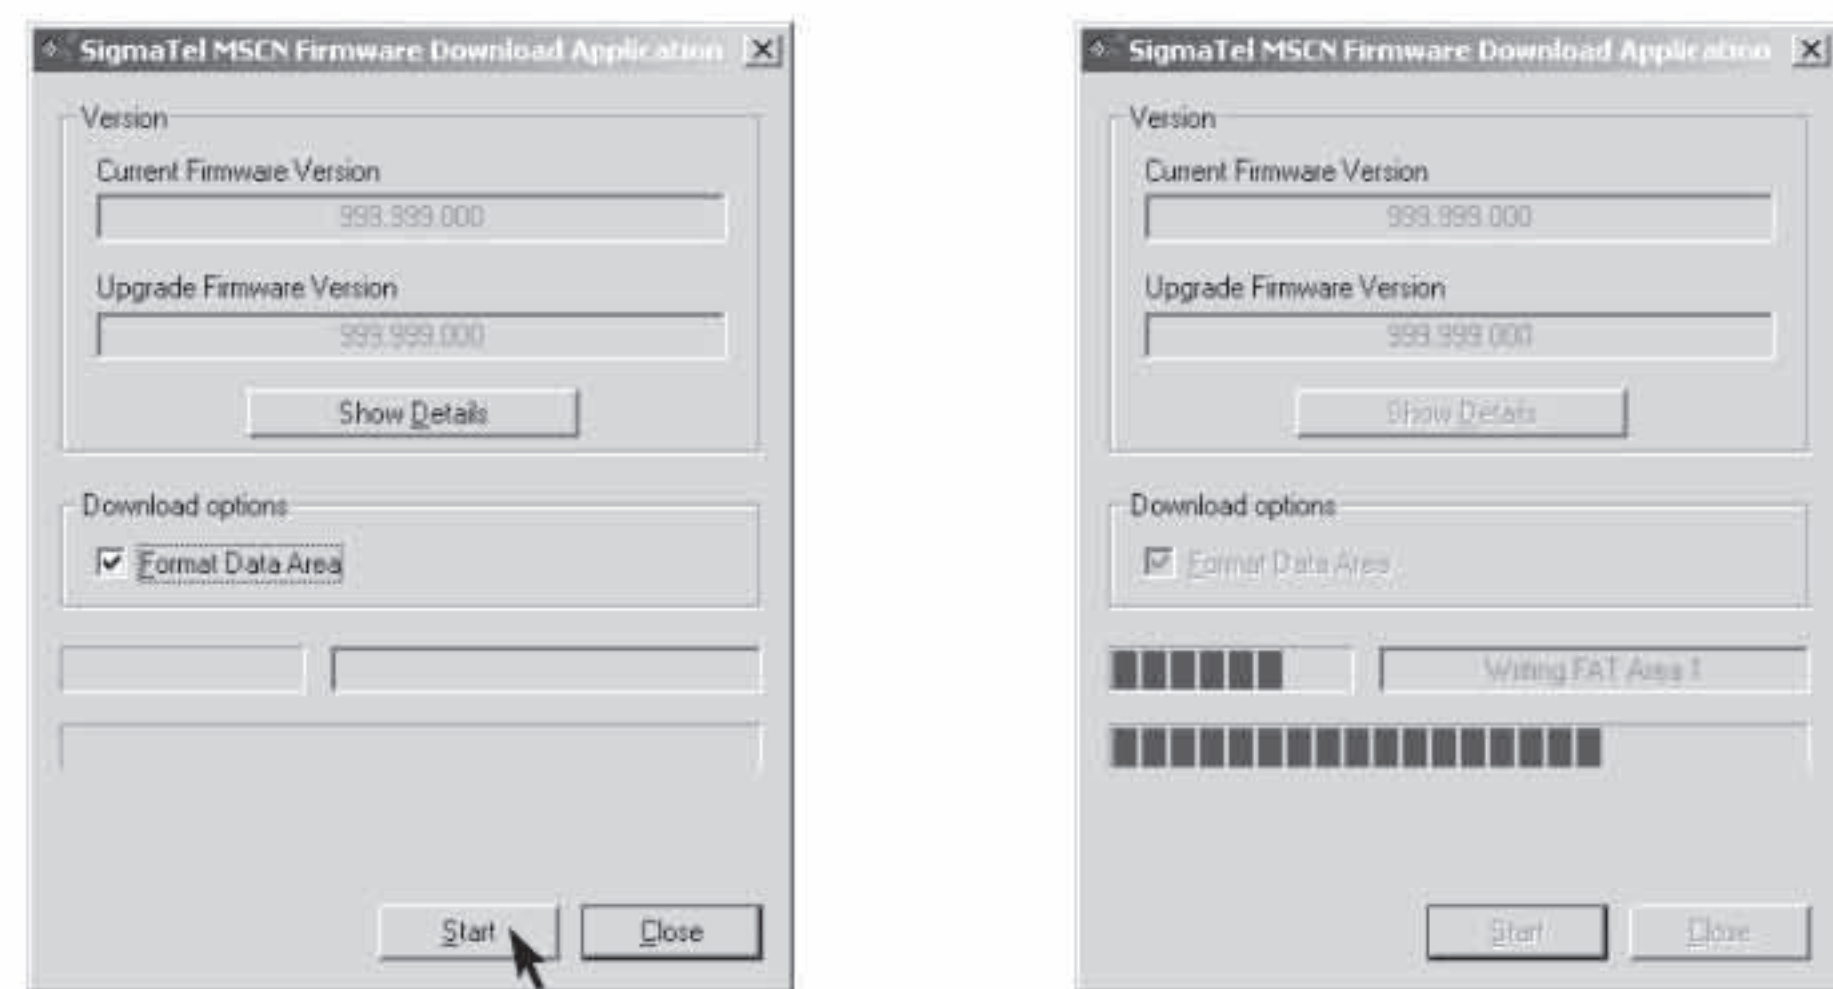 SigmaTel MSCN Firmware Download Application
Version
Current Firmware Version
999.999.000
Upgrade Firmware Version
999.999.000
Show Details
Download options
Format Data Area
Start
Close
SigmaTel MSCN Firmware Download Application
Version
Current Firmware Version
999.999.000
Upgrade Firmware Version
999.999.000
Show Details
Download options
Format Data Area
Writing FAT Area 1
Start
Close